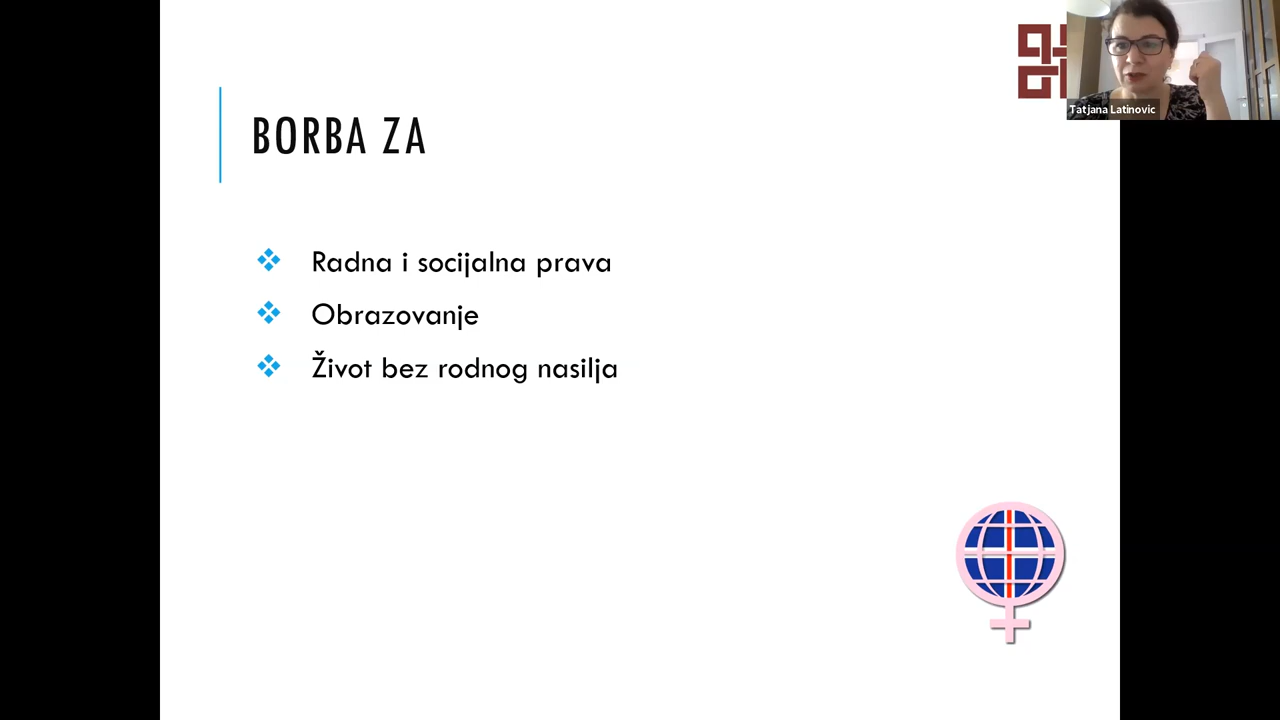 Tatjana Latinovic
BORBA ZA
Radna i socijalna prava
Obrazovanje
Život bez rodnog nasilja